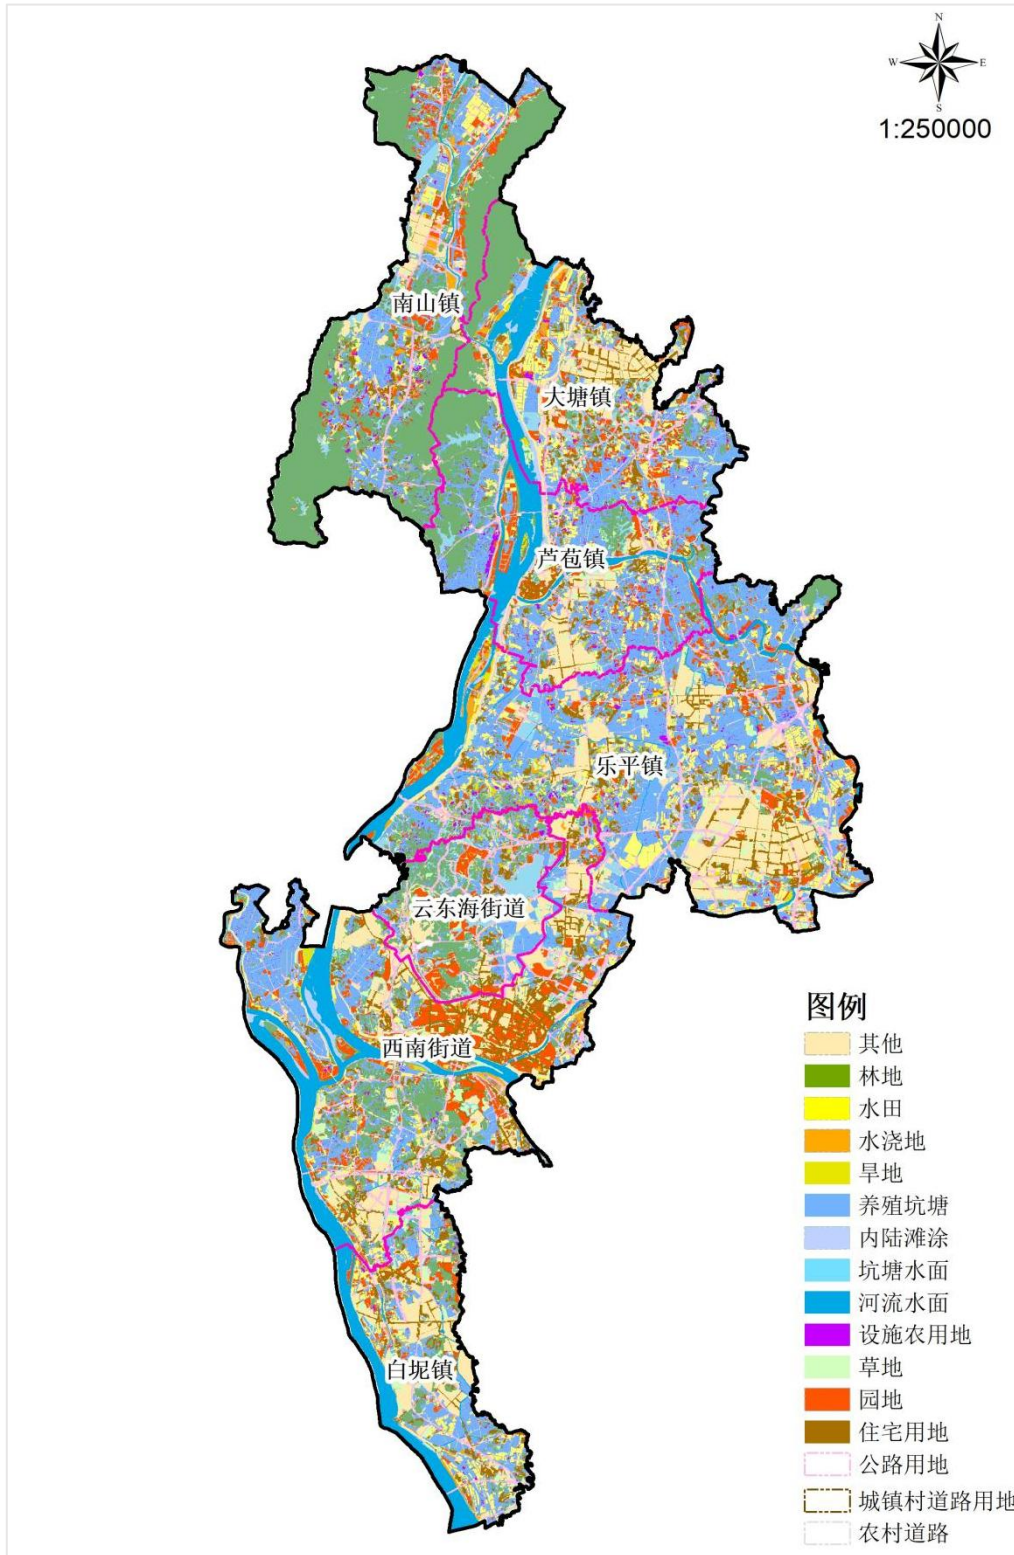 N
W
E
S
1:250000
南山镇
大塘镇
芦苞镇
乐平镇
云东海街道
西南街道
白坭镇
图例
其他
林地
水田
水浇地
旱地
养殖坑塘
内陆滩涂
坑塘水面
河流水面
设施农用地
草地
园地
住宅用地
公路用地
城镇村道路用地
农村道路